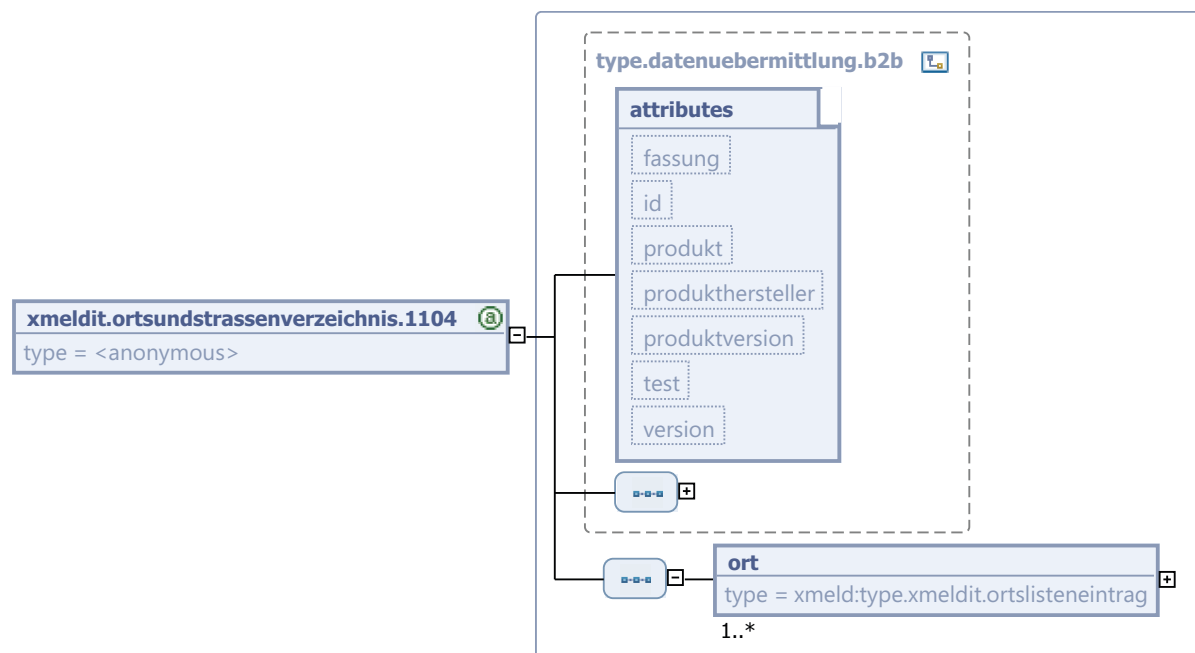 type.datenuebermittlung.b2b
attributes
fassung
id
produkt
produkthersteller
produktversion
test
version
xmeldit.ortsundstrassenverzeichnis.1104
type = <anonymous>
ort
type = xmeld:type.xmeldit.ortslisteneintrag
1..*